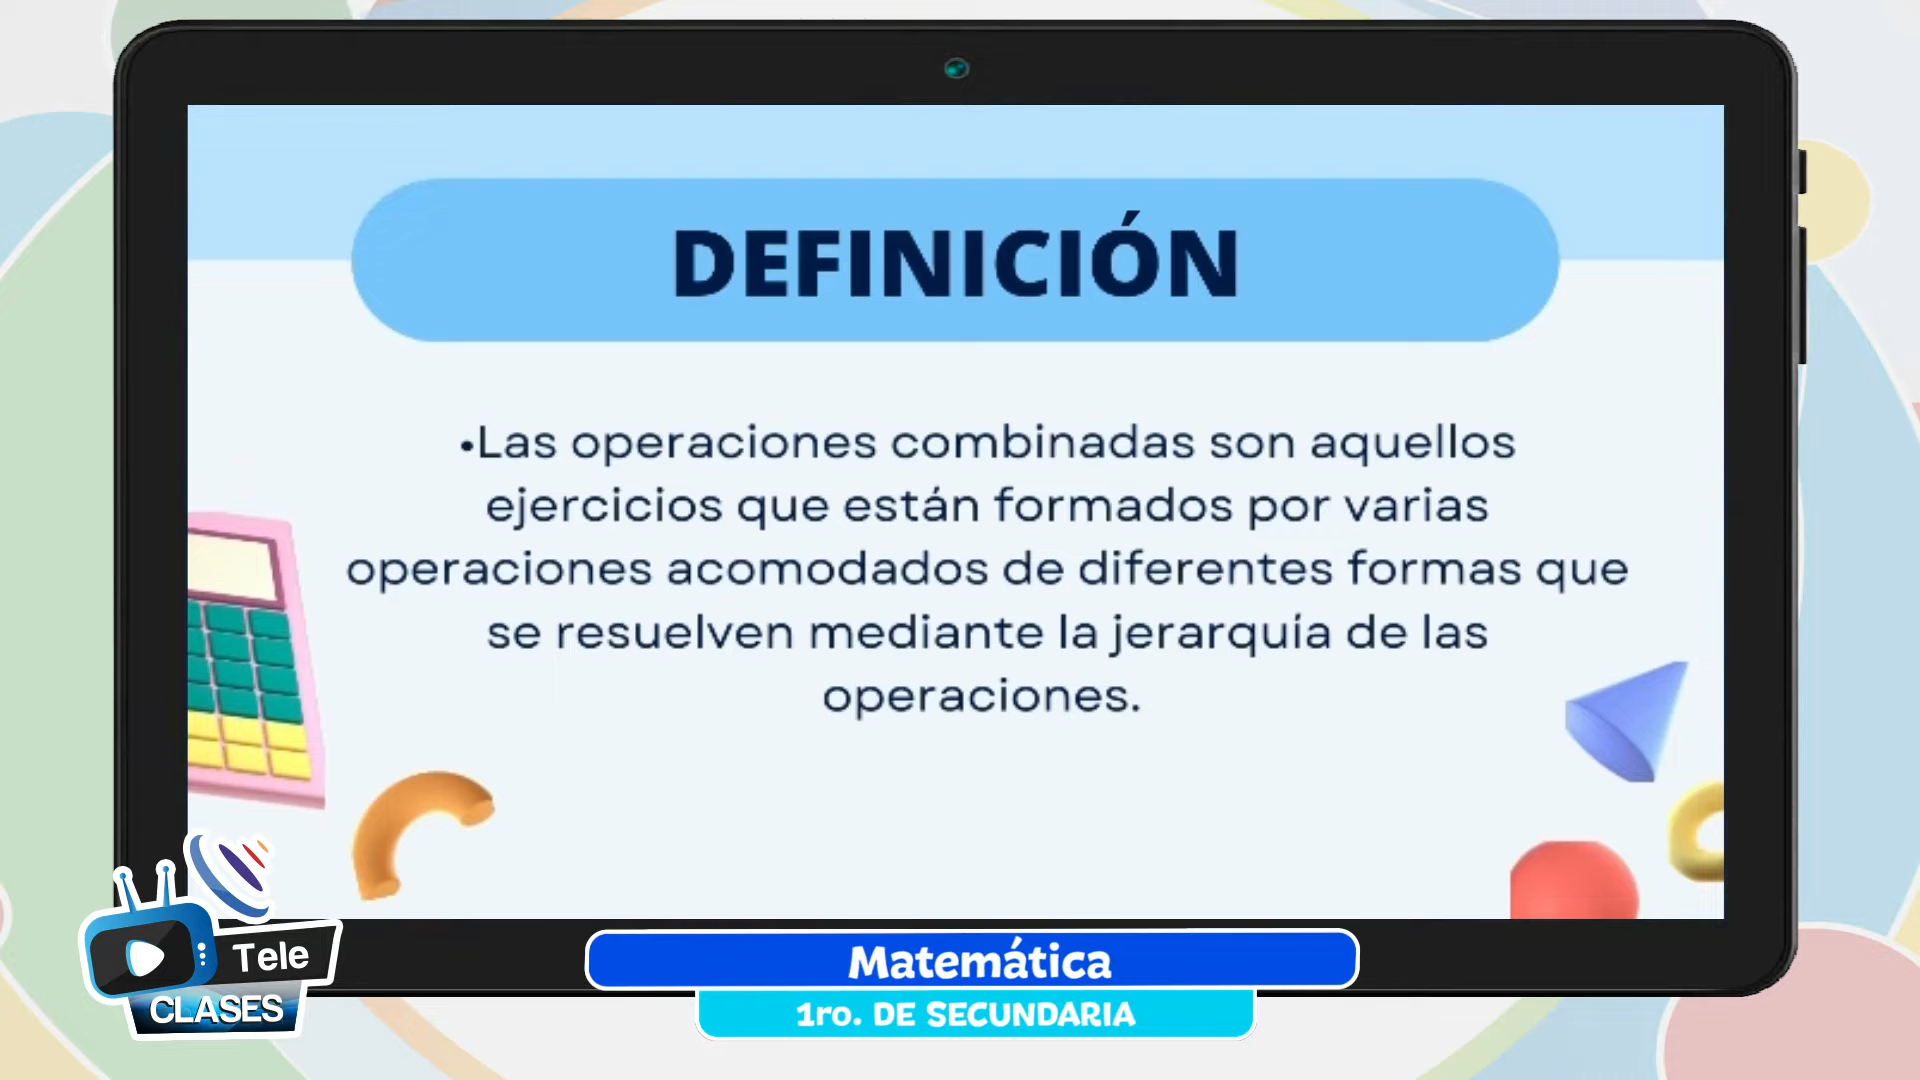 DEFINICIÓN
•Las operaciones combinadas son aquellos
ejercicios que están formados por varias
operaciones acomodados de diferentes formas que
se resuelven mediante la jerarquía de las
operaciones.
Tele
CLASES
Matemática
1ro. DE SECUNDARIA